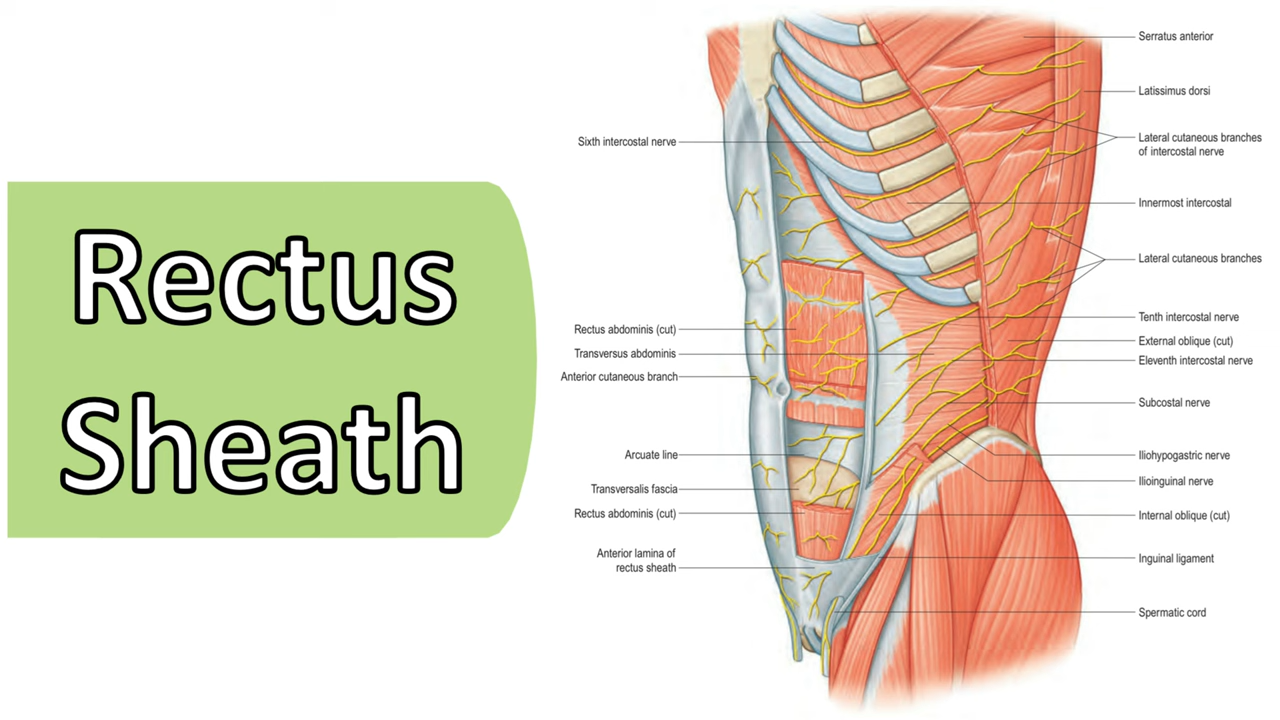 Rectus
Sheath
Sixth intercostal nerve
Rectus abdominis (cut)
Transversus abdominis
Anterior cutaneous branch
Arcuate line
Transversalis fascia
Rectus abdominis (cut)
Anterior lamina of
rectus sheath
Serratus anterior
Latissimus dorsi
Lateral cutaneous branches
of intercostal nerve
Innermost intercostal
Lateral cutaneous branches
Tenth intercostal nerve
External oblique (cut)
Eleventh intercostal nerve
Subcostal nerve
Iliohypogastric nerve
Ilioinguinal nerve
Internal oblique (cut)
Inguinal ligament
Spermatic cord